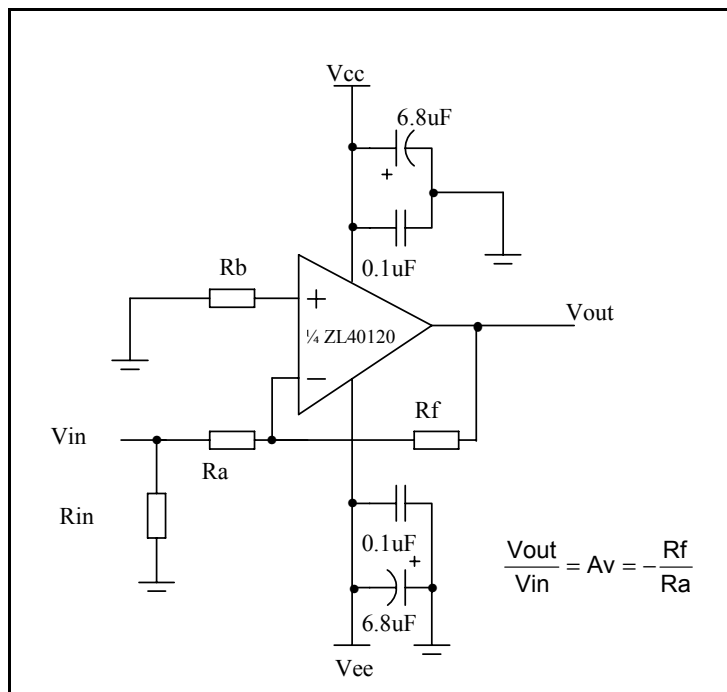 Vcc
6.8uF
+
0.1uF
Rb
+
¼ ZL40120
Vout
−
Rf
Vin
Ra
Rin
0.1uF
+
6.8uF
Vee
Vout
Vin
= Av = −
Rf
Ra